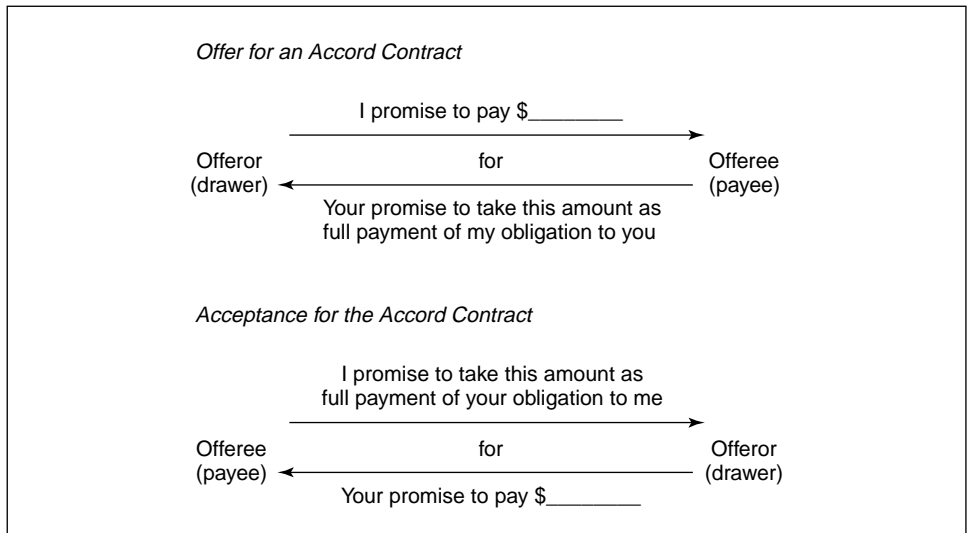 Offer for an Accord Contract
I promise to pay $________
Offeror
(drawer)
for
Offeree
(payee)
Your promise to take this amount as
full payment of my obligation to you
Acceptance for the Accord Contract
I promise to take this amount as
full payment of your obligation to me
Offeree
(payee)
for
Offeror
(drawer)
Your promise to pay $________